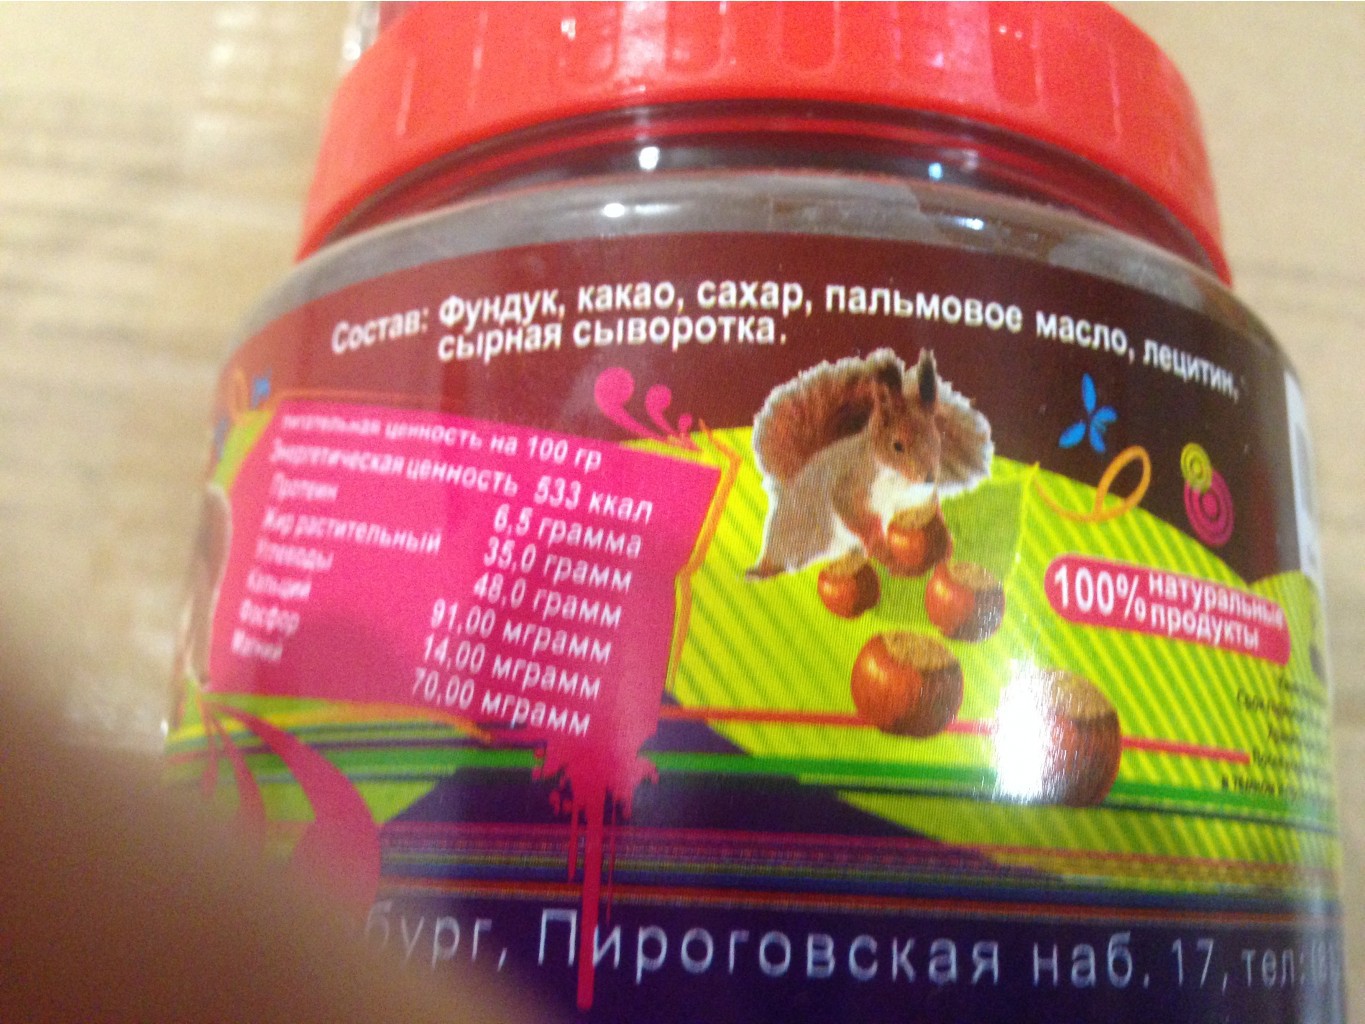 Состав: Фундук, какао, сахар, пальмовое масло, лецитин,
сырная сыворотка.
питательная ценность на 100 гр
Энергетическая ценность 533 ккал
Протеин 6,5 грамма
Жир растительный 35,0 грамм
Углеводы 48,0 грамм
Кальций 91,00 мграмм
Фосфор 14,00 мграмм
Магний 70,00 мграмм
100% натуральные
продукты
бург, Пироговская наб. 17, тел: